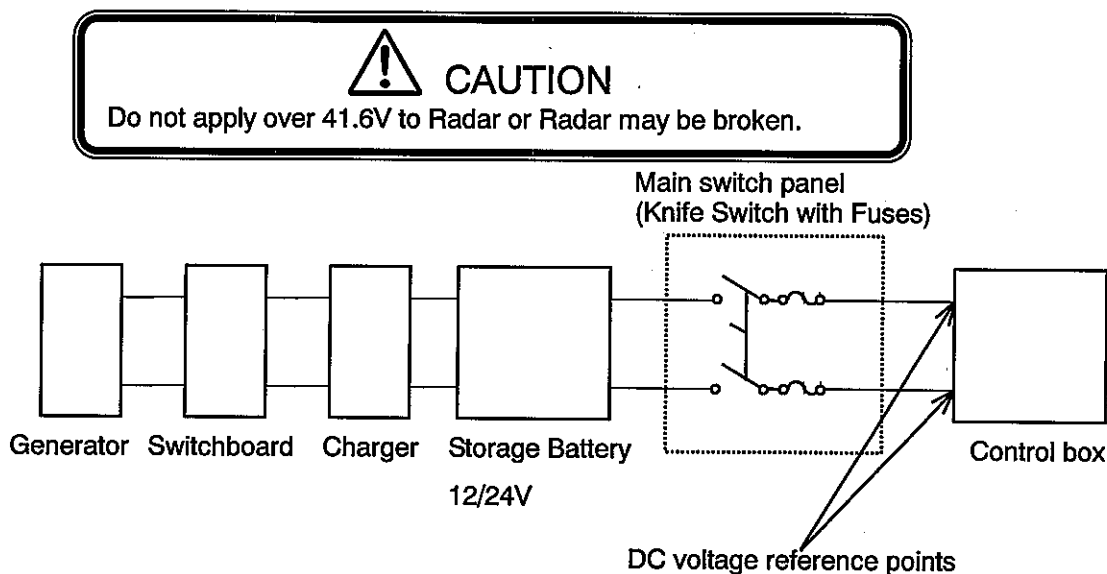 CAUTION
Do not apply over 41.6V to Radar or Radar may be broken.
Main switch panel
(Knife Switch with Fuses)
Generator Switchboard Charger Storage Battery Control box
12/24V
DC voltage reference points